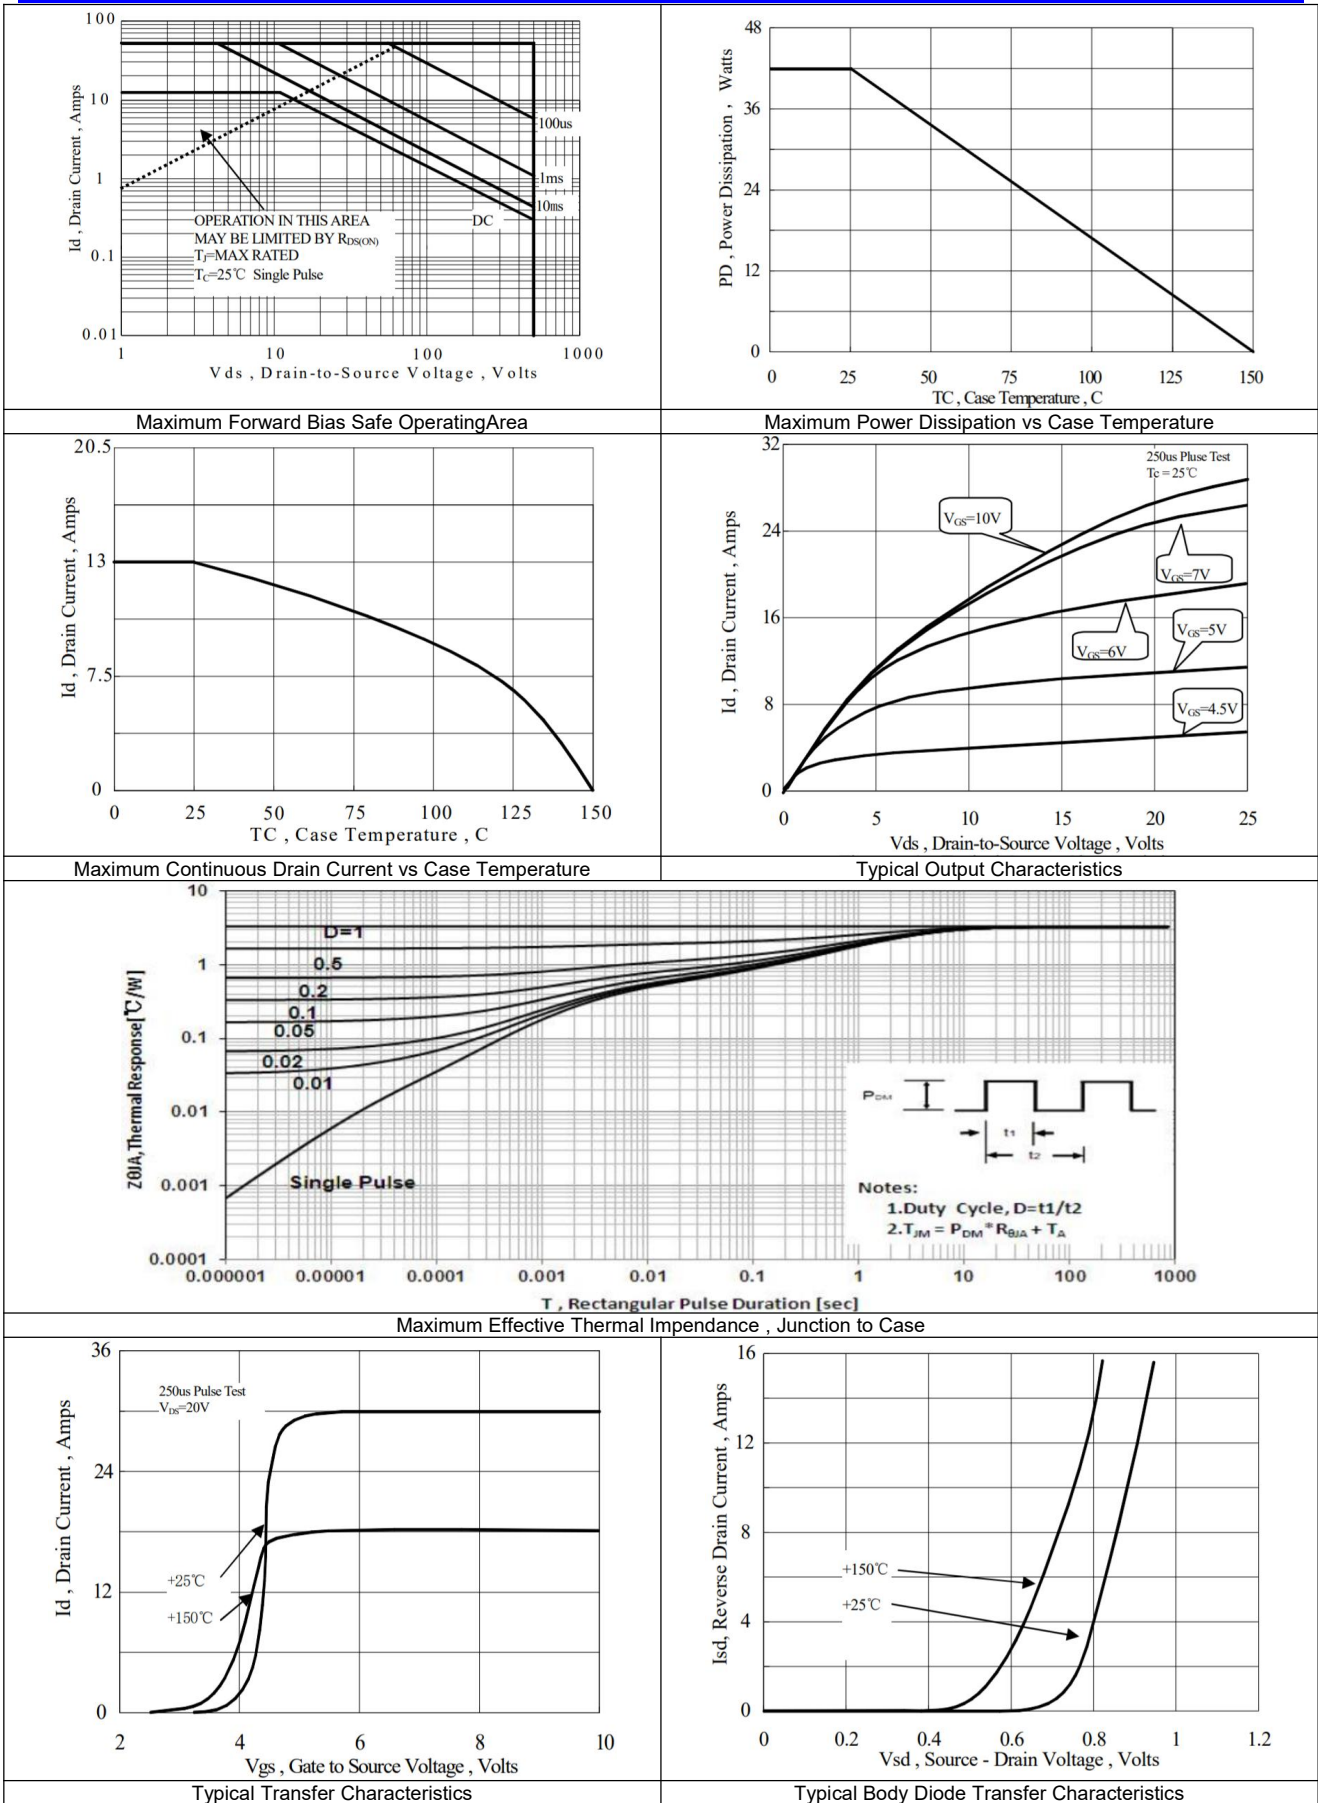 100
10
1
0.1
0.01
1
10
100
1000
Id , Drain Current , Amps
100us
1ms
10ms
DC
OPERATION IN THIS AREA
MAY BE LIMITED BY RDS(ON)
TJ=MAX RATED
TC=25℃ Single Pulse
Vds , Drain-to-Source Voltage , Volts
Maximum Forward Bias Safe OperatingArea
48
36
24
12
0
0
25
50
75
100
125
150
PD , Power Dissipation , Watts
TC , Case Temperature , C
Maximum Power Dissipation vs Case Temperature
20.5
13
7.5
0
0
25
50
75
100
125
150
Id , Drain Current , Amps
TC , Case Temperature , C
Maximum Continuous Drain Current vs Case Temperature
32
24
16
8
0
0
5
10
15
20
25
Id , Drain Current , Amps
250us Pluse Test
Tc = 25℃
VGS=10V
VGS=7V
VGS=6V
VGS=5V
VGS=4.5V
Vds , Drain-to-Source Voltage , Volts
Typical Output Characteristics
10
1
0.1
0.01
0.001
0.0001
0.000001
0.00001
0.0001
0.001
0.01
0.1
1
10
100
1000
ZθJA,Thermal Response[℃/W]
D=1
0.5
0.2
0.1
0.05
0.02
0.01
Single Pulse
PDM
t1
t2
Notes:
1.Duty Cycle, D=t1/t2
2.TJM = PDM*RθJA + TA
T , Rectangular Pulse Duration [sec]
Maximum Effective Thermal Impendance , Junction to Case
36
24
12
0
2
4
6
8
10
Id , Drain Current , Amps
250us Pulse Test
VDS=20V
+25℃
+150℃
Vgs , Gate to Source Voltage , Volts
Typical Transfer Characteristics
16
12
8
4
0
0
0.2
0.4
0.6
0.8
1
1.2
Isd, Reverse Drain Current , Amps
+150℃
+25℃
Vsd , Source - Drain Voltage , Volts
Typical Body Diode Transfer Characteristics